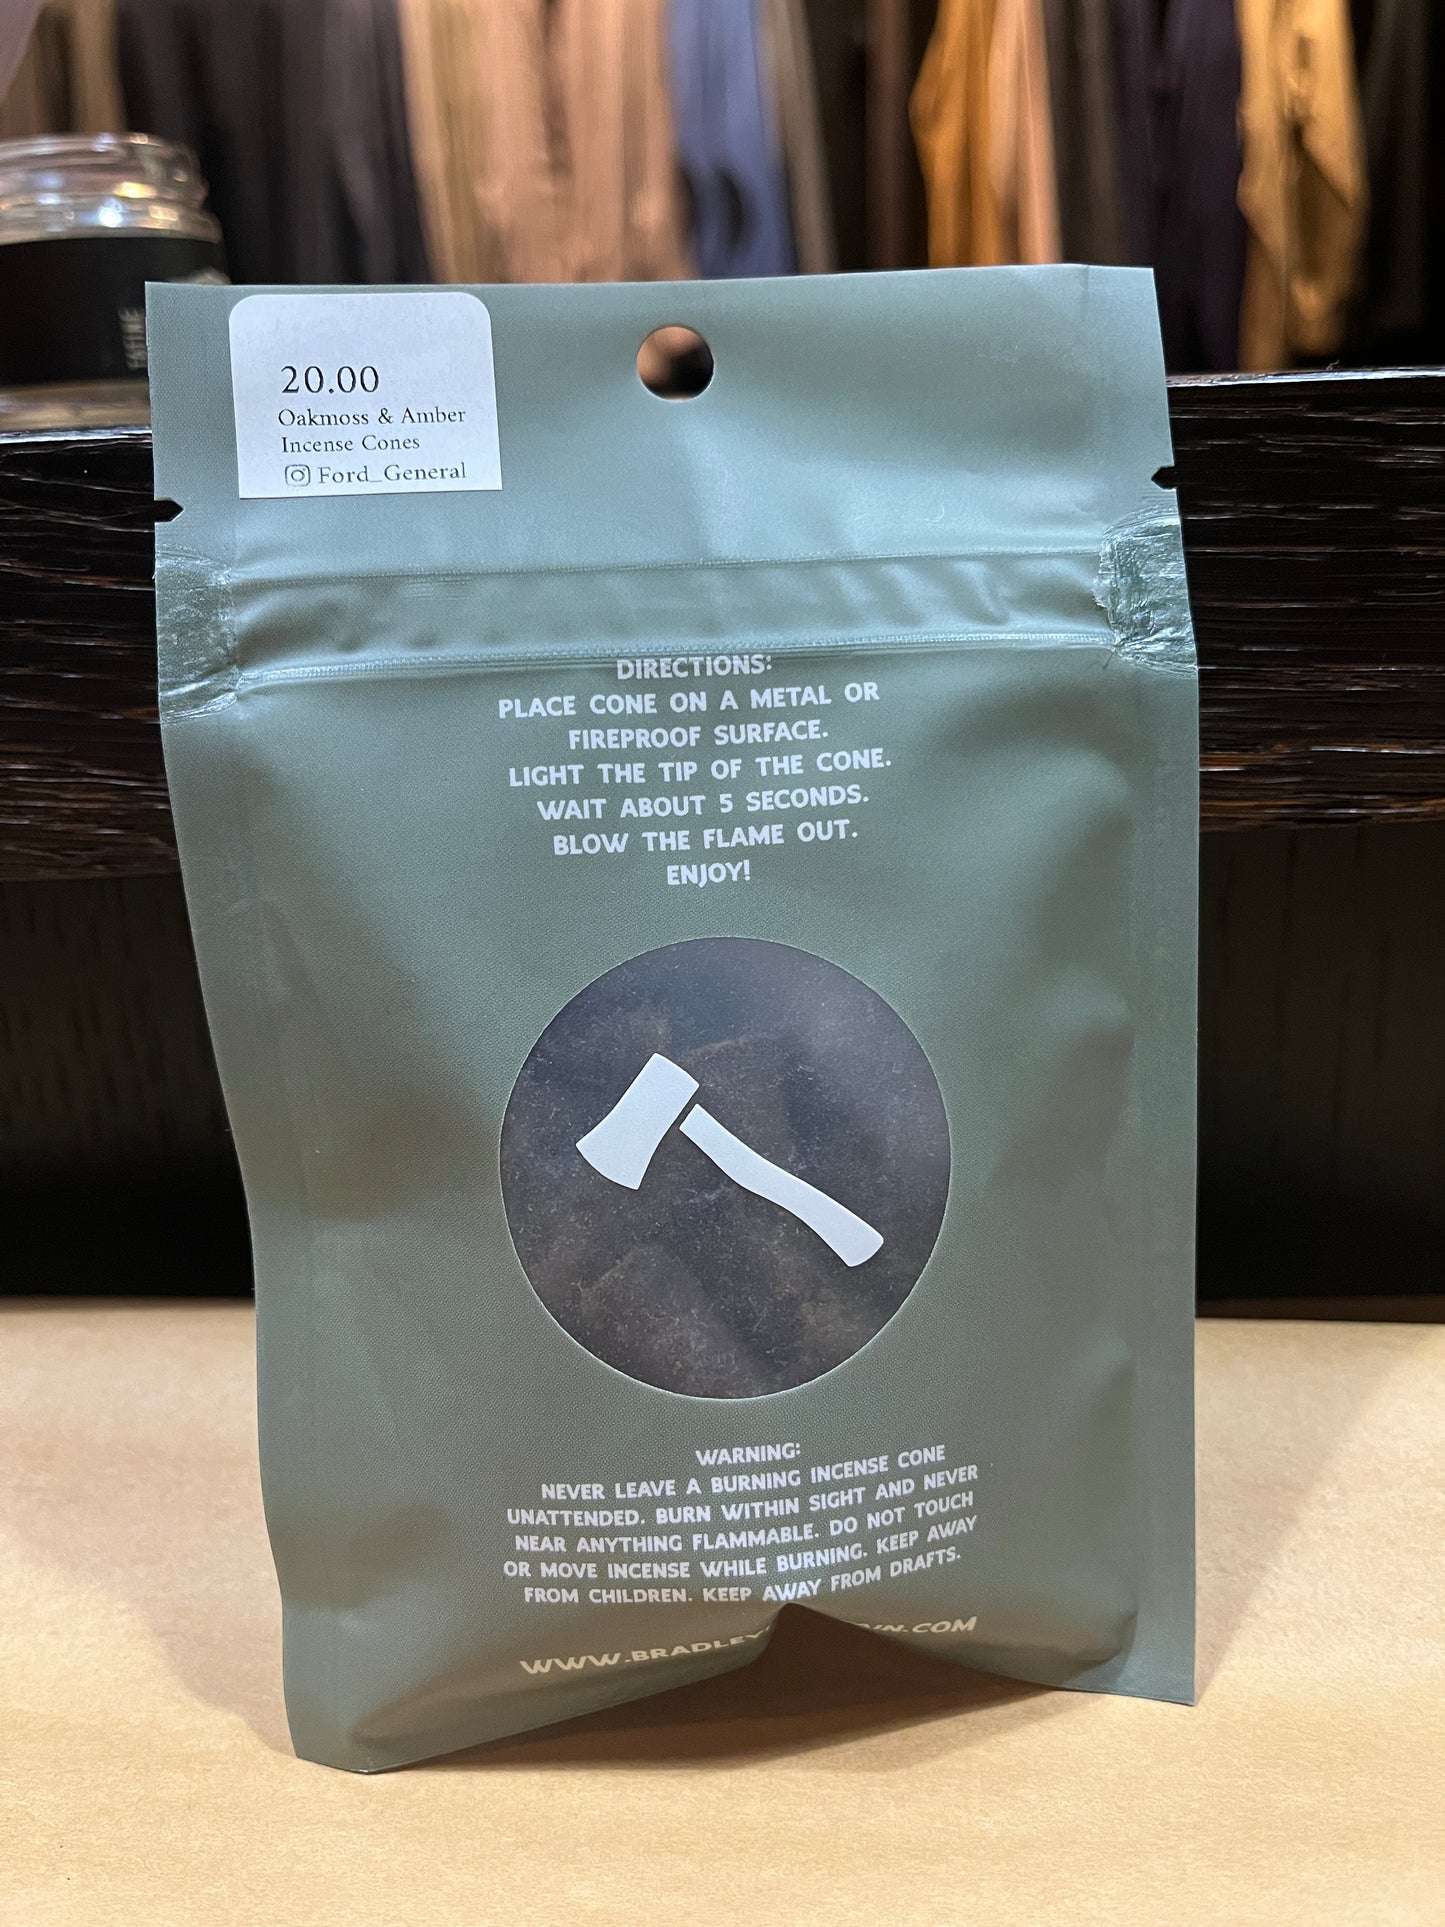 20.00
Oakmoss & Amber
Incense Cones
Ford_General
DIRECTIONS:
PLACE CONE ON A METAL OR
FIREPROOF SURFACE.
LIGHT THE TIP OF THE CONE.
WAIT ABOUT 5 SECONDS.
BLOW THE FLAME OUT.
ENJOY!
WARNING:
NEVER LEAVE A BURNING INCENSE CONE
UNATTENDED. BURN WITHIN SIGHT AND NEVER
NEAR ANYTHING FLAMMABLE. DO NOT TOUCH
OR MOVE INCENSE WHILE BURNING. KEEP AWAY
FROM CHILDREN. KEEP AWAY FROM DRAFTS.